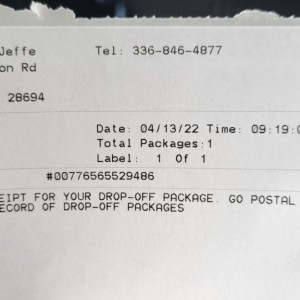 Jeffe Tel: 336-846-4877
on Rd
28694
Date: 04/13/22 Time: 09:19:0
Total Packages:1
Label: 1 Of 1
#00776565529486
EIPT FOR YOUR DROP-OFF PACKAGE. GO POSTAL
ECORD OF DROP-OFF PACKAGES